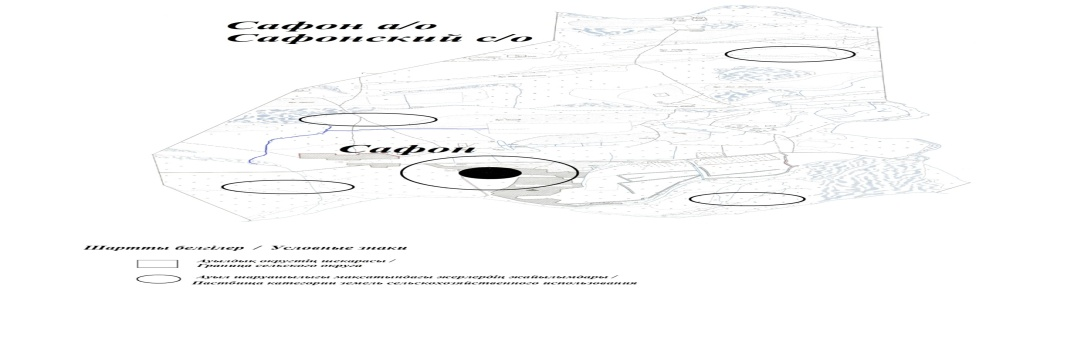 Сафон а/о
Сафонский с/о
Сафон
Шартты белгілер / Условные знаки
Ауылдық округтің шекарасы /
Граница сельского округа
Ауыл шаруашылығы мақсатындағы жерлердің жайылымдары /
Пастбища категории земель сельскохозяйственного использования